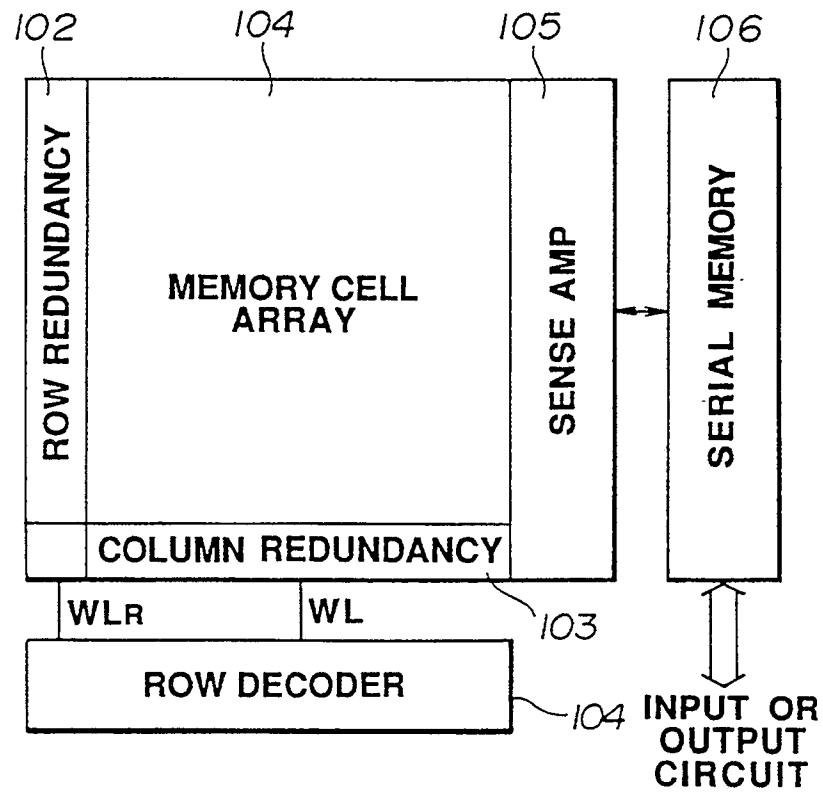 102
104
105
106
ROW REDUNDANCY
MEMORY CELL
ARRAY
SENSE AMP
SERIAL MEMORY
COLUMN REDUNDANCY
WLR
WL
103
ROW DECODER
104
INPUT OR
OUTPUT
CIRCUIT